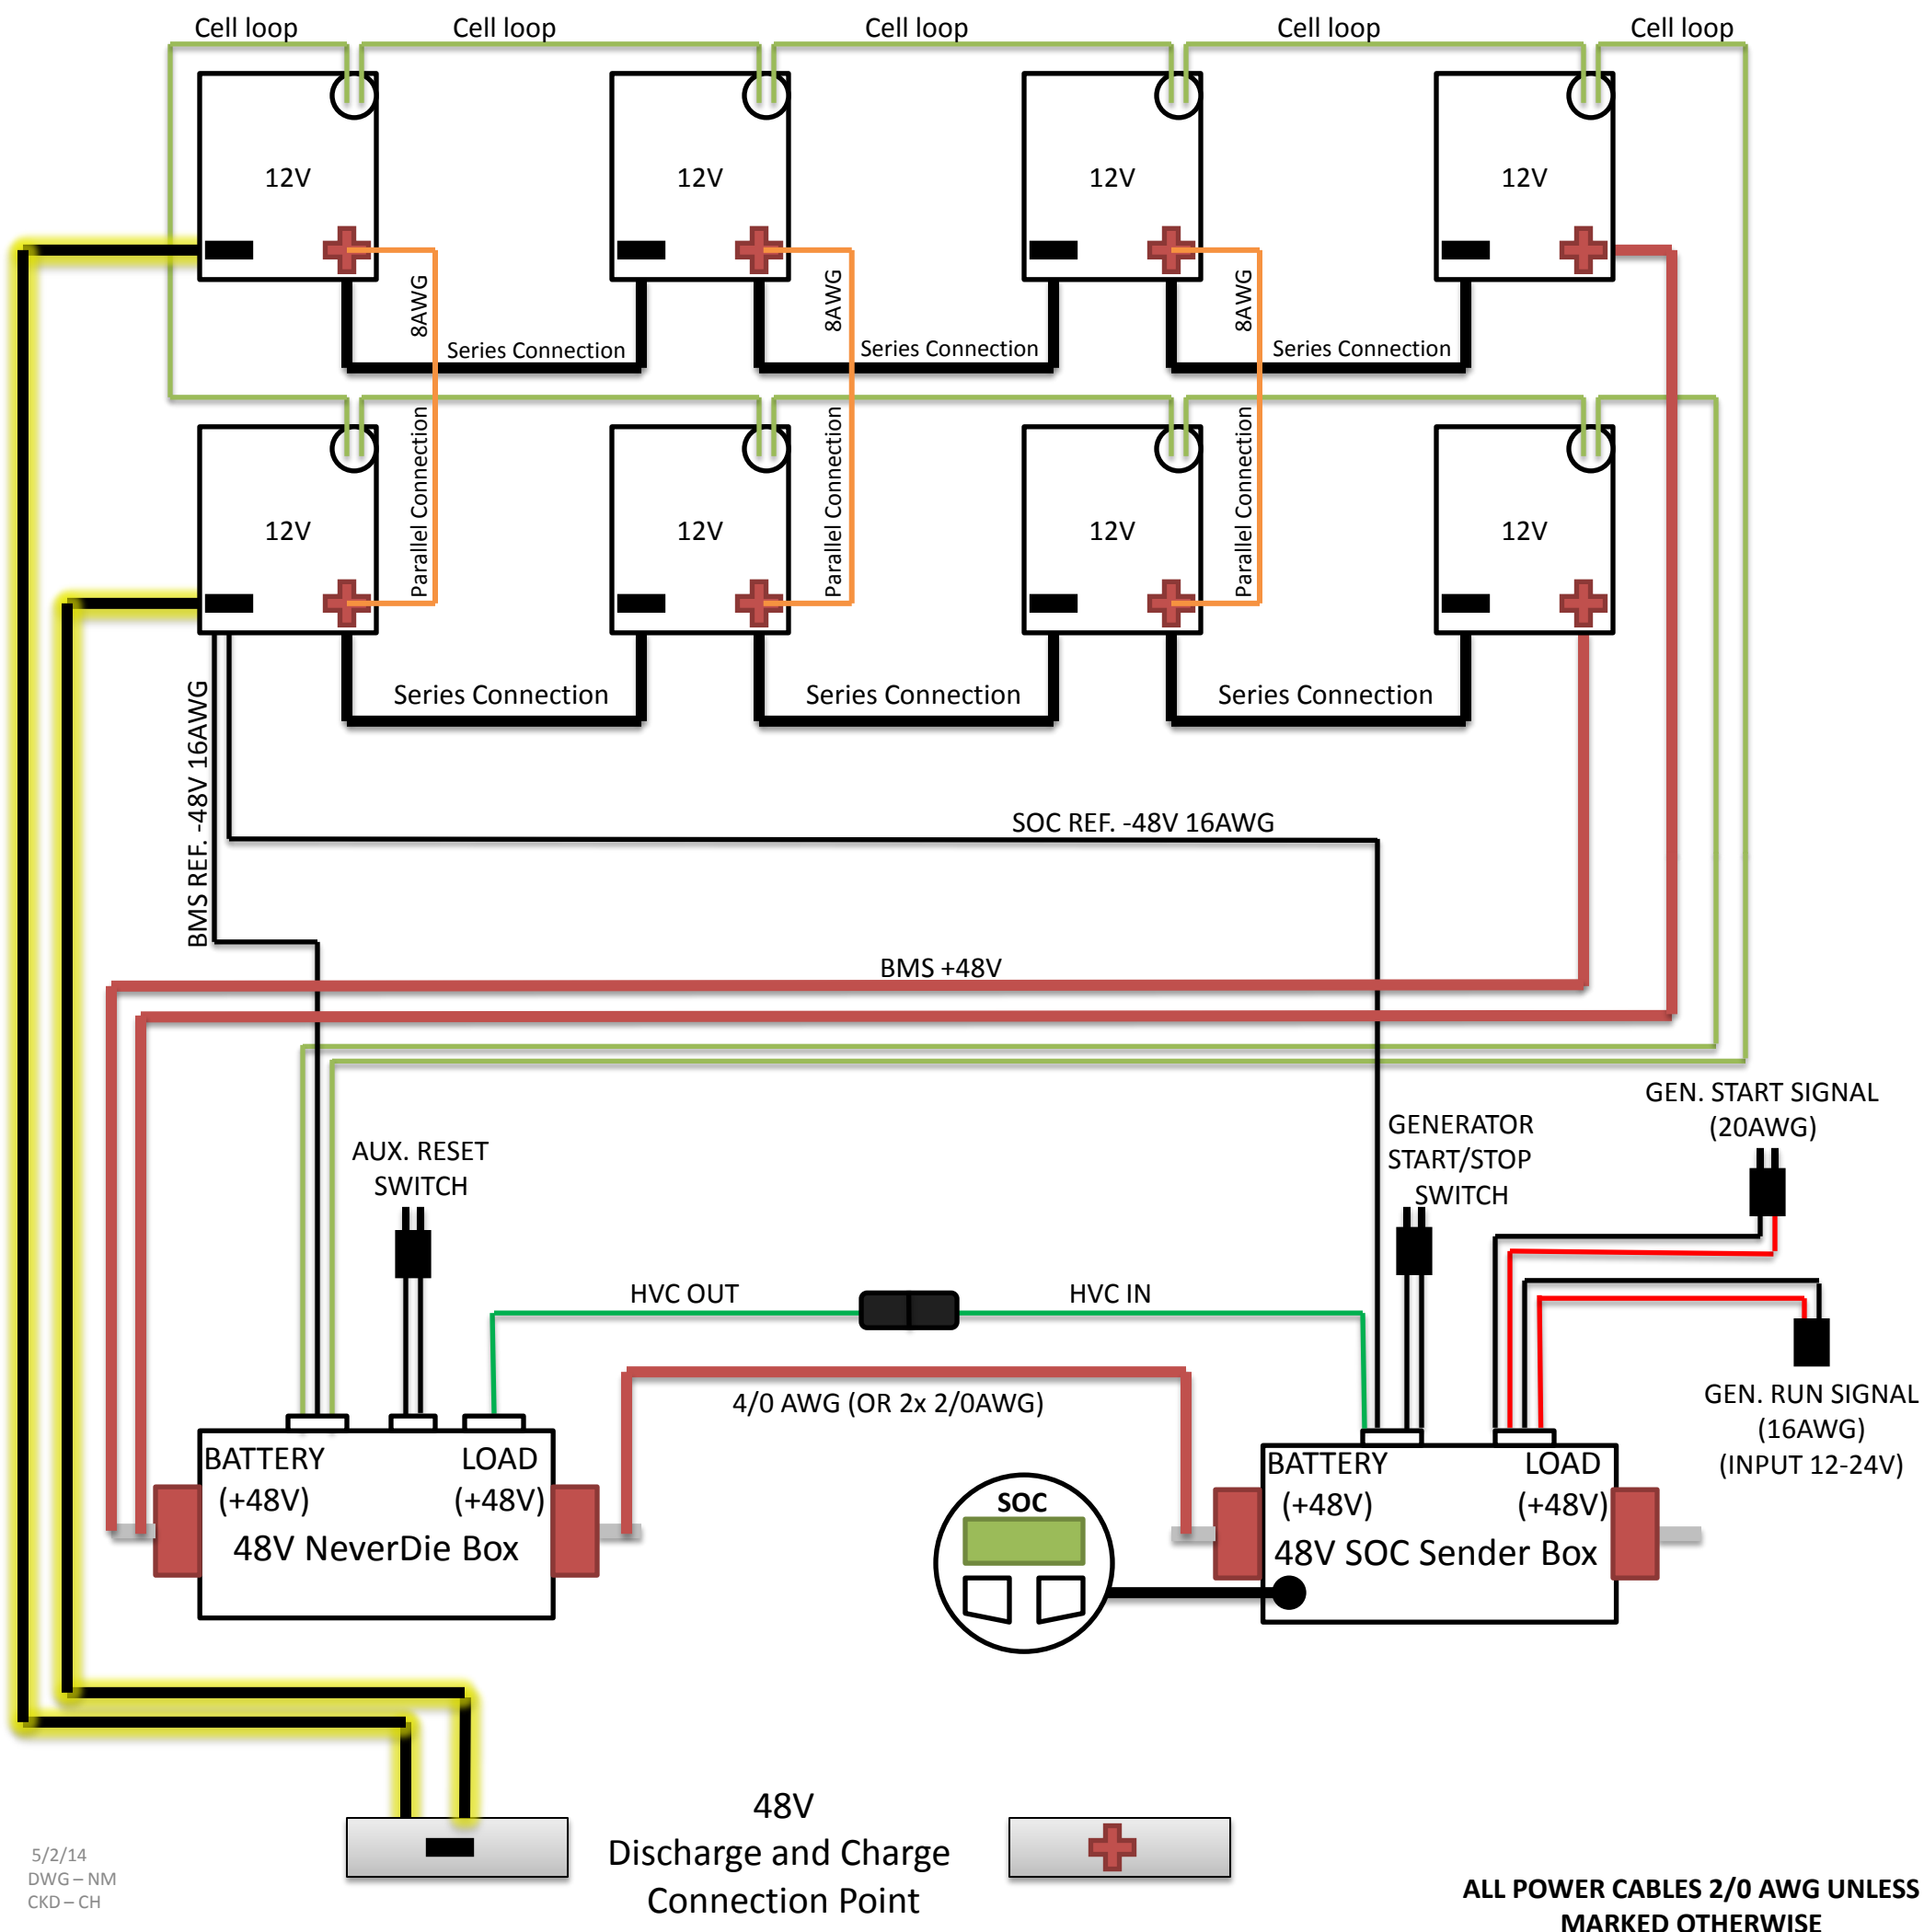 Cell loop
Cell loop
Cell loop
Cell loop
Cell loop
12V
12V
12V
12V
8AWG
8AWG
8AWG
Series Connection
Series Connection
Series Connection
Parallel Connection
Parallel Connection
Parallel Connection
12V
12V
12V
12V
Series Connection
Series Connection
Series Connection
BMS REF. -48V 16AWG
SOC REF. -48V 16AWG
BMS +48V
AUX. RESET
SWITCH
GENERATOR
START/STOP
SWITCH
GEN. START SIGNAL
(20AWG)
HVC OUT
HVC IN
4/0 AWG (OR 2x 2/0AWG)
GEN. RUN SIGNAL
(16AWG)
(INPUT 12-24V)
BATTERY
(+48V)
LOAD
(+48V)
48V NeverDie Box
SOC
BATTERY
(+48V)
LOAD
(+48V)
48V SOC Sender Box
48V
Discharge and Charge
Connection Point
5/2/14
DWG – NM
CKD – CH
ALL POWER CABLES 2/0 AWG UNLESS
MARKED OTHERWISE